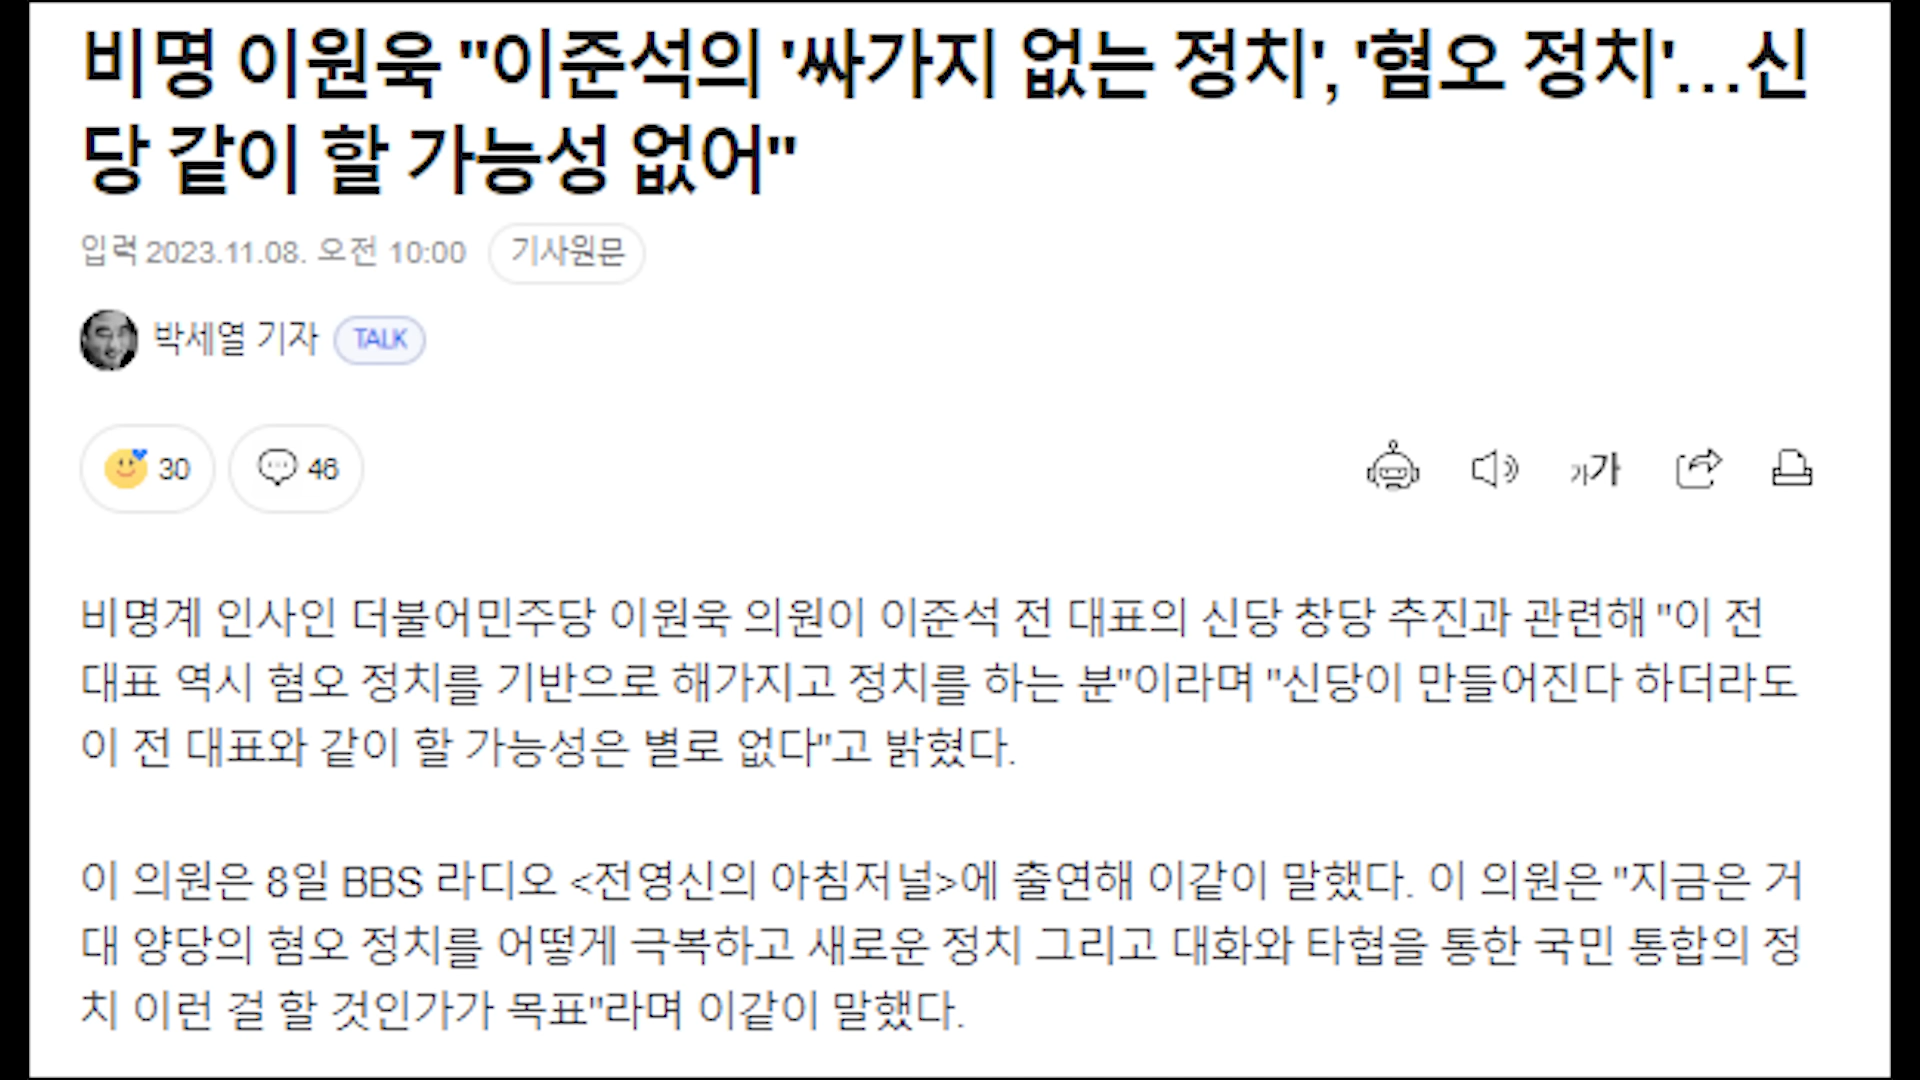 비명 이원욱 "이준석의 '싸가지 없는 정치', '혐오 정치'…신
당 같이 할 가능성 없어"
입력 2023.11.08. 오전 10:00 기사원문
박세열 기자 TALK
30 46 가가
비명계 인사인 더불어민주당 이원욱 의원이 이준석 전 대표의 신당 창당 추진과 관련해 "이 전
대표 역시 혐오 정치를 기반으로 해가지고 정치를 하는 분"이라며 "신당이 만들어진다 하더라도
이 전 대표와 같이 할 가능성은 별로 없다"고 밝혔다.
이 의원은 8일 BBS 라디오 <전영신의 아침저널>에 출연해 이같이 말했다. 이 의원은 "지금은 거
대 양당의 혐오 정치를 어떻게 극복하고 새로운 정치 그리고 대화와 타협을 통한 국민 통합의 정
치 이런 걸 할 것인가가 목표"라며 이같이 말했다.